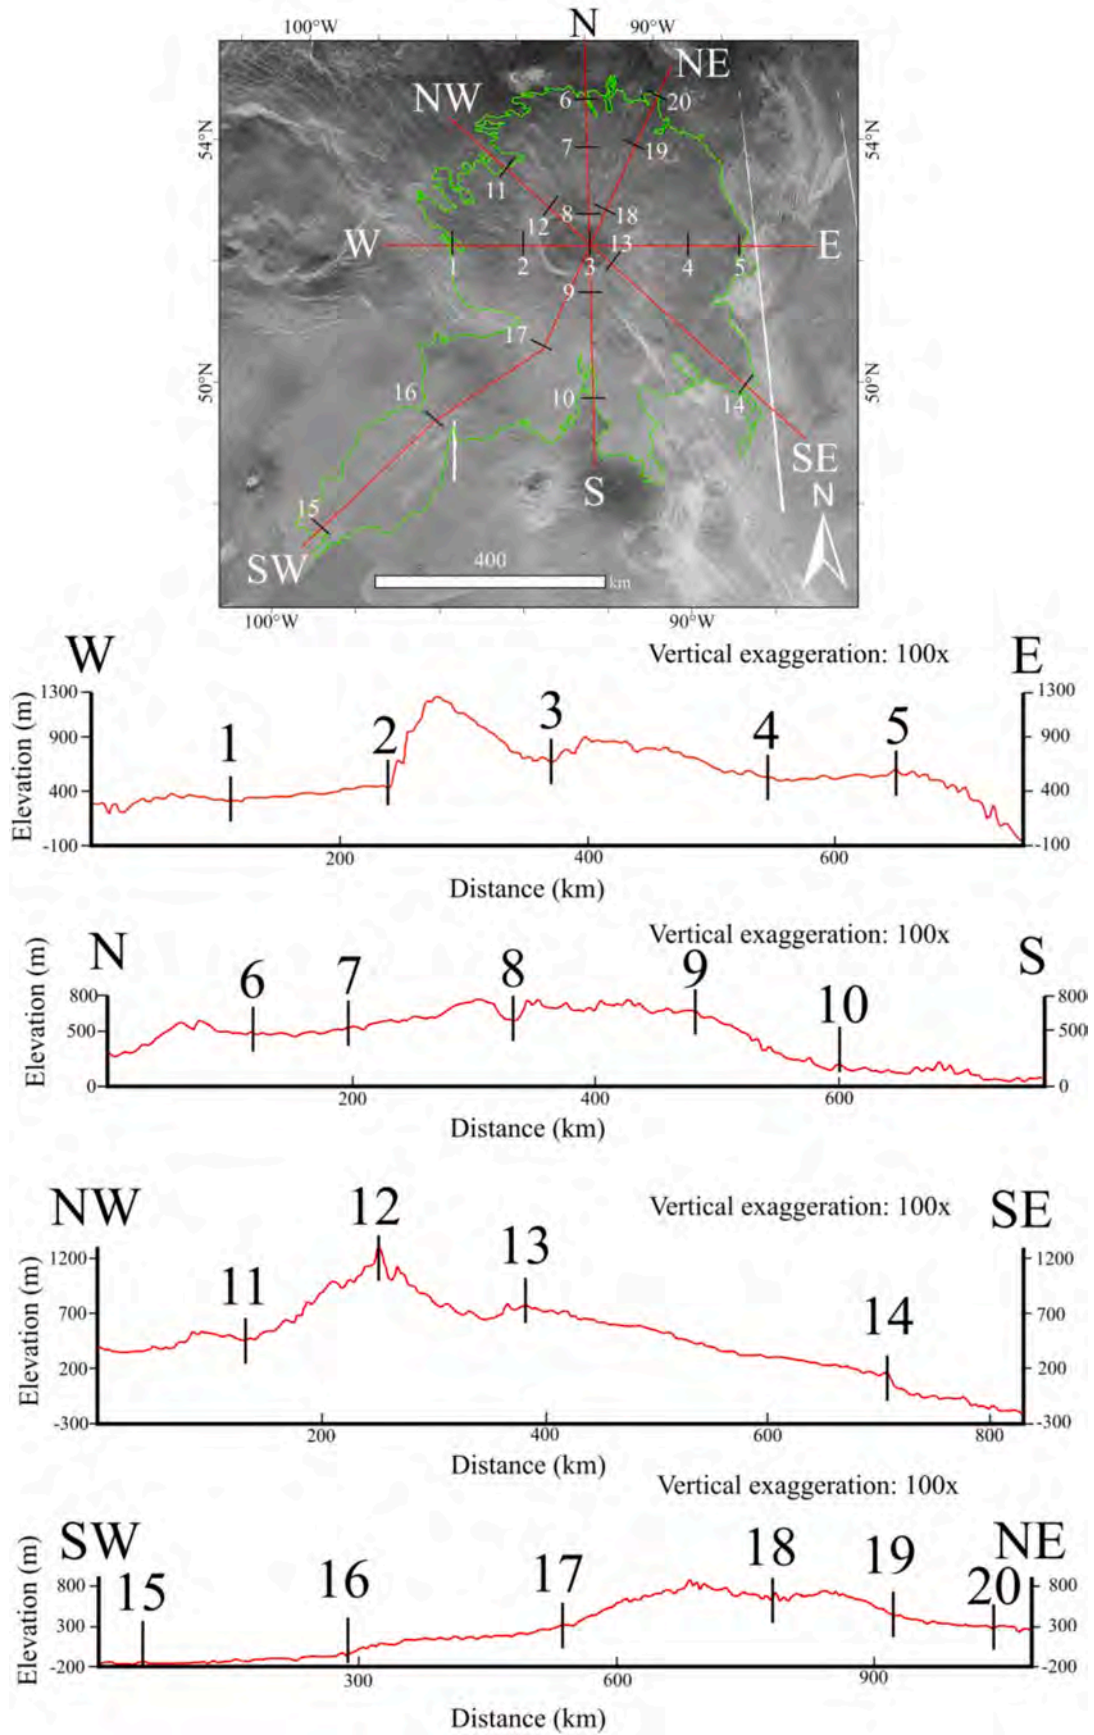 100°W N 90°W
NW NE
6 20
54°N 7 19 54°N
11
12 8 18
W 13 E
1 2 3 4 5
9
17
50°N 16 10 14 50°N
SE
S N
15
SW 400 km
100°W 90°W
W Vertical exaggeration: 100x E
1300 1300
900 1 2 3 4 5 900
400 400
-100 -100
Elevation (m)
200 400 600
Distance (km)
N Vertical exaggeration: 100x S
800 6 7 8 9 10 800
500 500
0 0
Elevation (m)
200 400 600
Distance (km)
NW Vertical exaggeration: 100x SE
12
1200 11 13 1200
700 14 700
200 200
-300 -300
Elevation (m)
200 400 600 800
Distance (km)
Vertical exaggeration: 100x
SW NE
800 15 16 17 18 19 20 800
300 300
-200 -200
Elevation (m)
300 600 900
Distance (km)